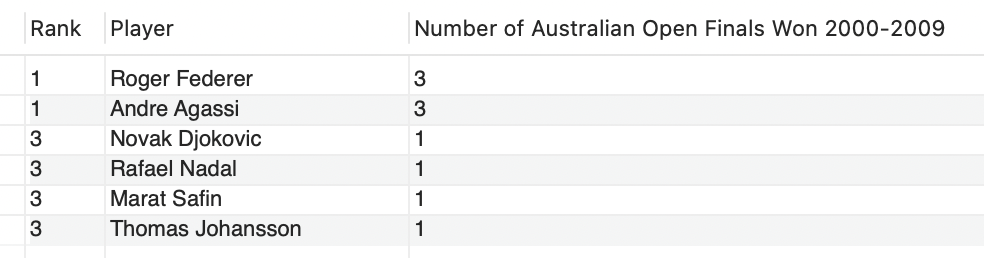 Rank Player Number of Australian Open Finals Won 2000-2009
1 Roger Federer 3
1 Andre Agassi 3
3 Novak Djokovic 1
3 Rafael Nadal 1
3 Marat Safin 1
3 Thomas Johansson 1